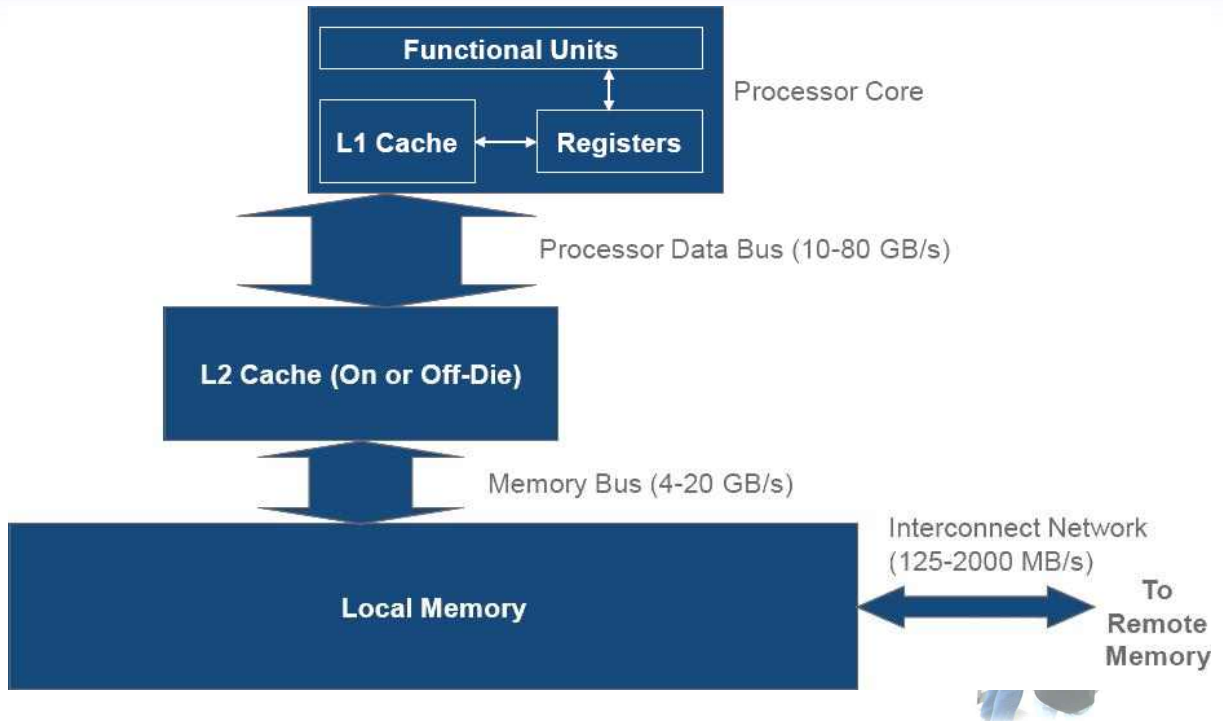 Functional Units
Processor Core
L1 Cache
Registers
Processor Data Bus (10-80 GB/s)
L2 Cache (On or Off-Die)
Memory Bus (4-20 GB/s)
Interconnect Network
(125-2000 MB/s)
Local Memory
To
Remote
Memory